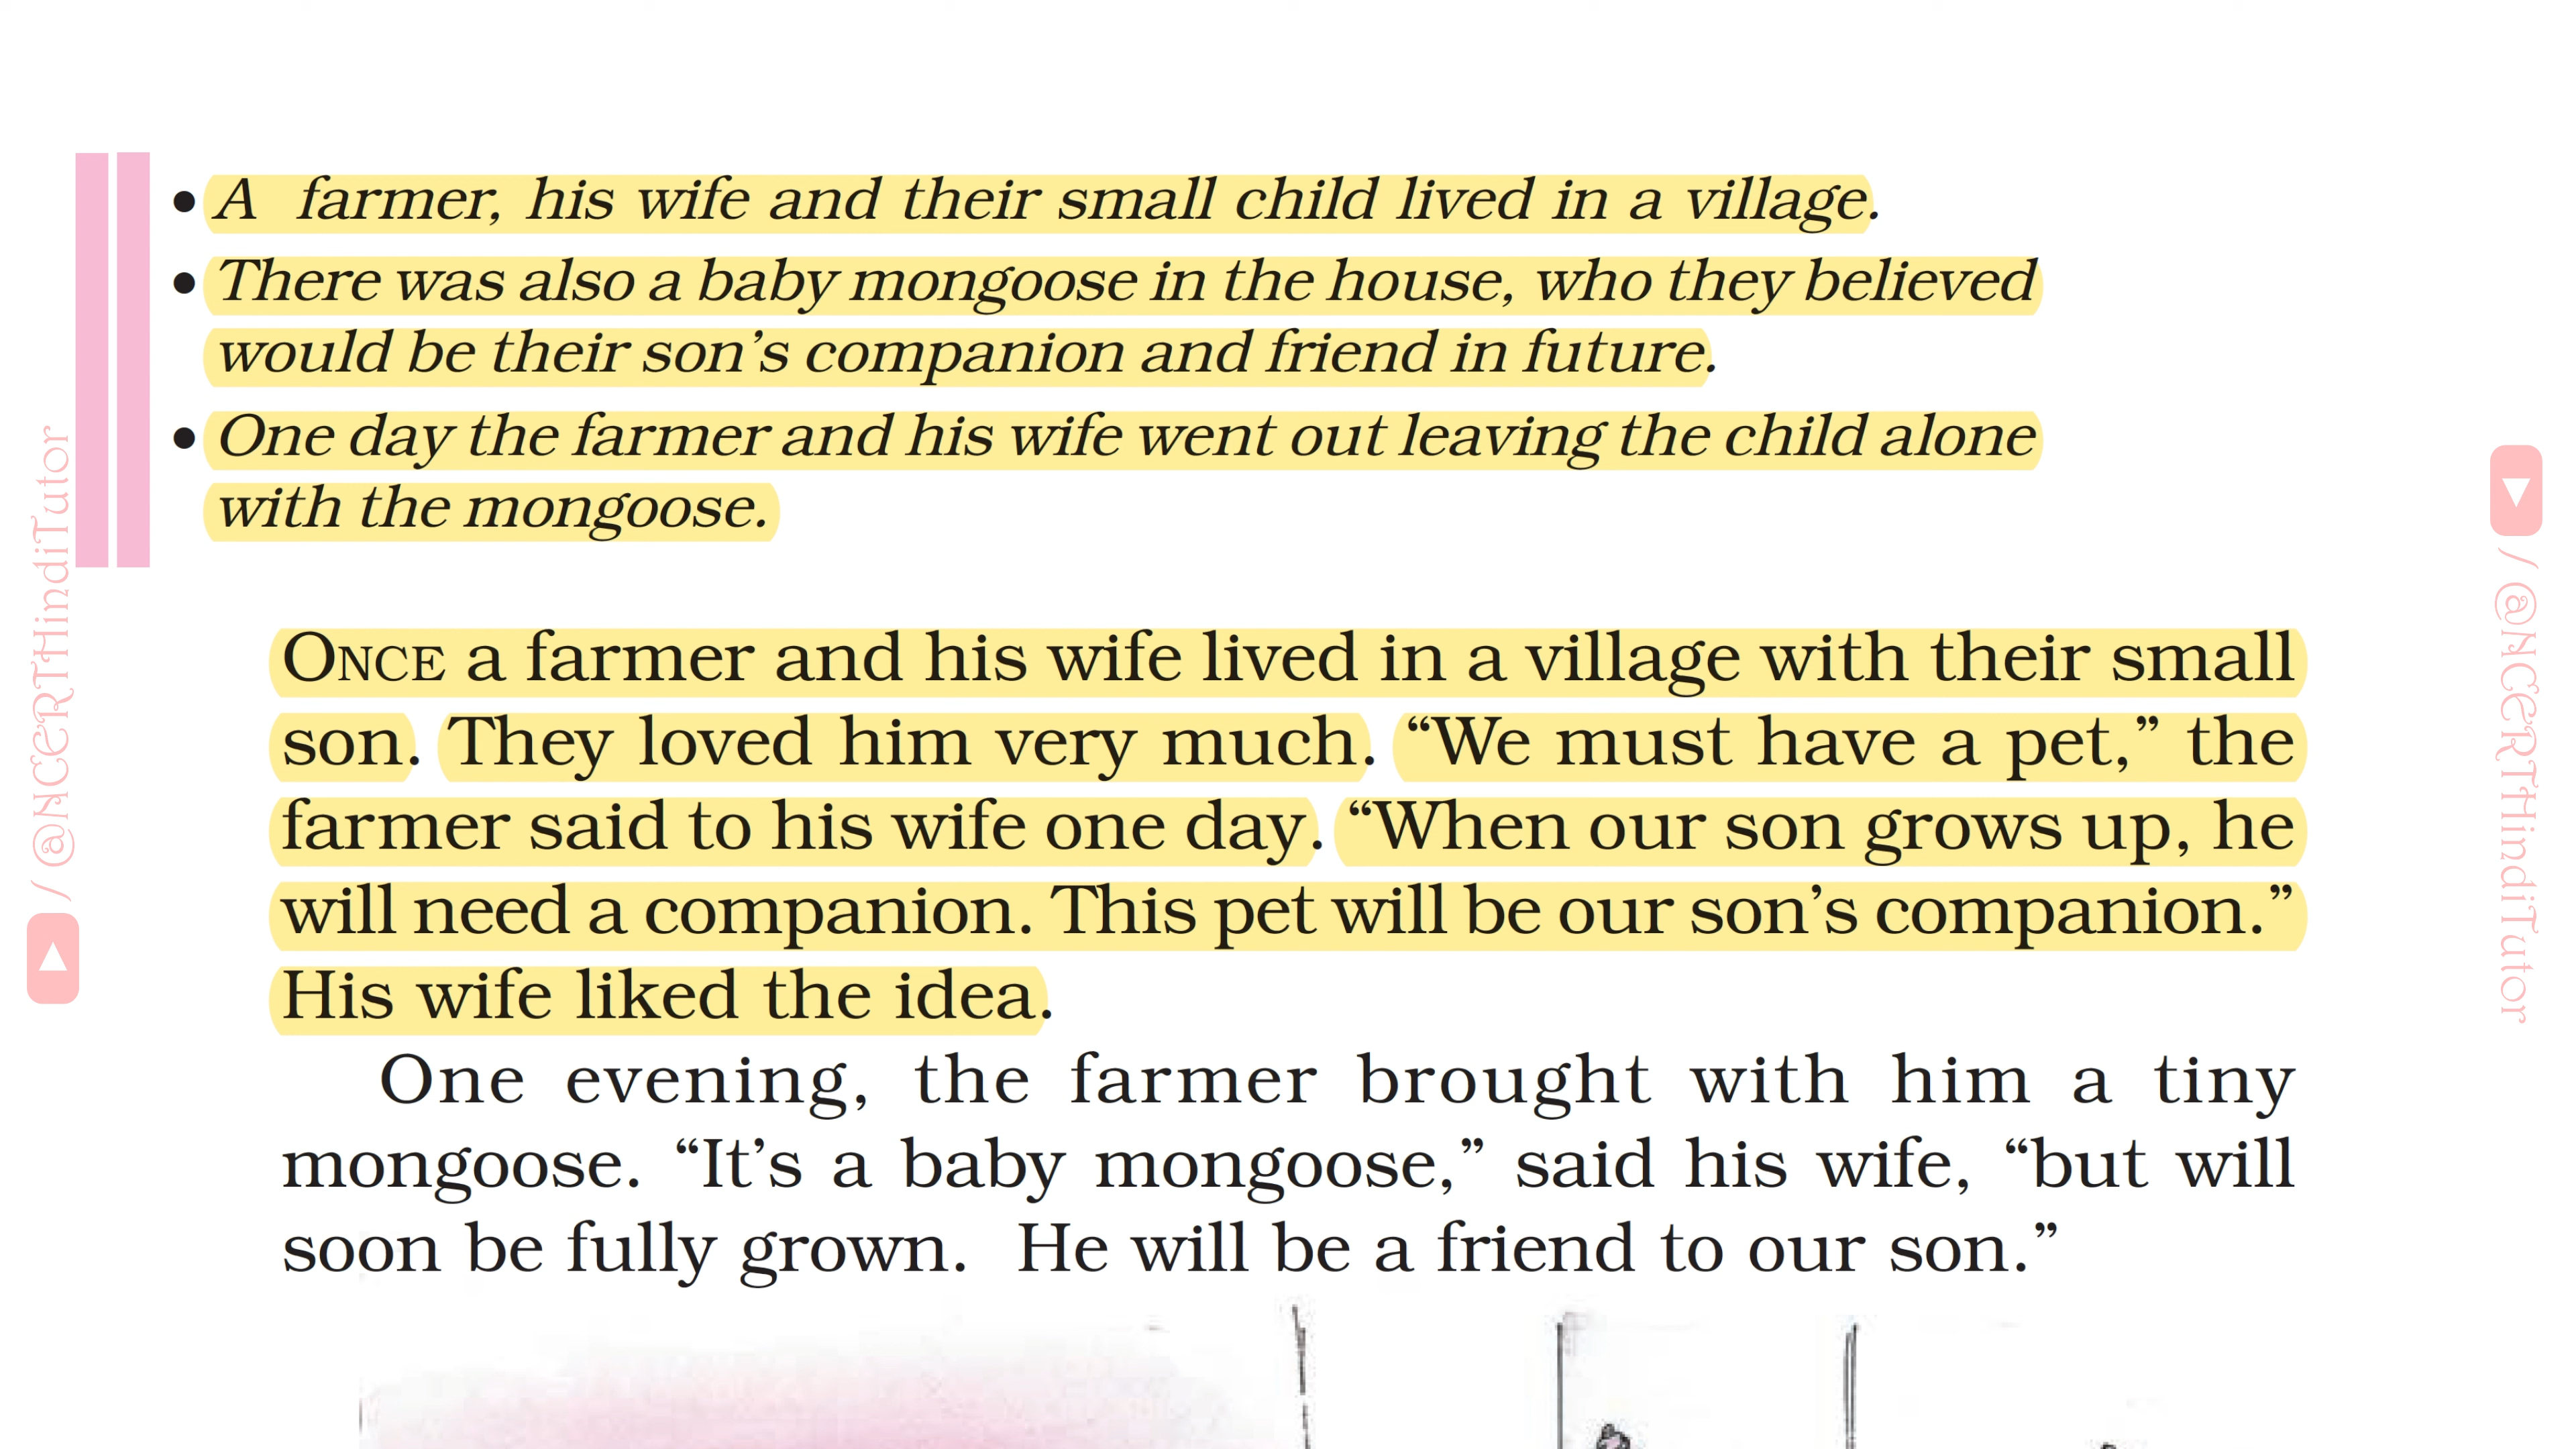 • A farmer, his wife and their small child lived in a village.
• There was also a baby mongoose in the house, who they believed
would be their son’s companion and friend in future.
• One day the farmer and his wife went out leaving the child alone
with the mongoose.
ONCE a farmer and his wife lived in a village with their small
son. They loved him very much. “We must have a pet,” the
farmer said to his wife one day. “When our son grows up, he
will need a companion. This pet will be our son’s companion.”
His wife liked the idea.
One evening, the farmer brought with him a tiny
mongoose. “It’s a baby mongoose,” said his wife, “but will
soon be fully grown. He will be a friend to our son.”
/ @NCERTHindiTutor
/ @NCERTHindiTutor